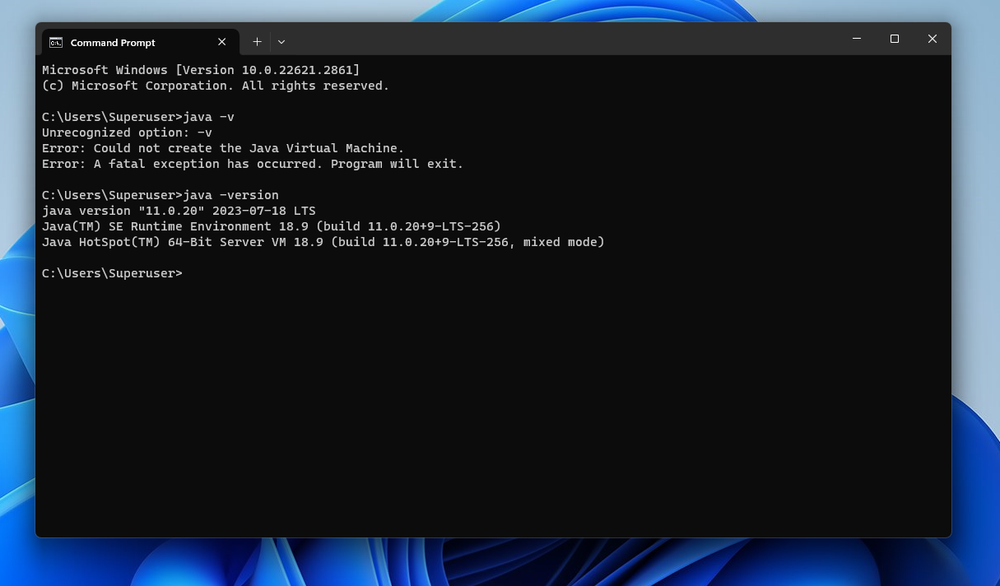 Command Prompt
Microsoft Windows [Version 10.0.22621.2861]
(c) Microsoft Corporation. All rights reserved.
C:\Users\Superuser>java -v
Unrecognized option: -v
Error: Could not create the Java Virtual Machine.
Error: A fatal exception has occurred. Program will exit.
C:\Users\Superuser>java -version
java version "11.0.20" 2023-07-18 LTS
Java(TM) SE Runtime Environment 18.9 (build 11.0.20+9-LTS-256)
Java HotSpot(TM) 64-Bit Server VM 18.9 (build 11.0.20+9-LTS-256, mixed mode)
C:\Users\Superuser>